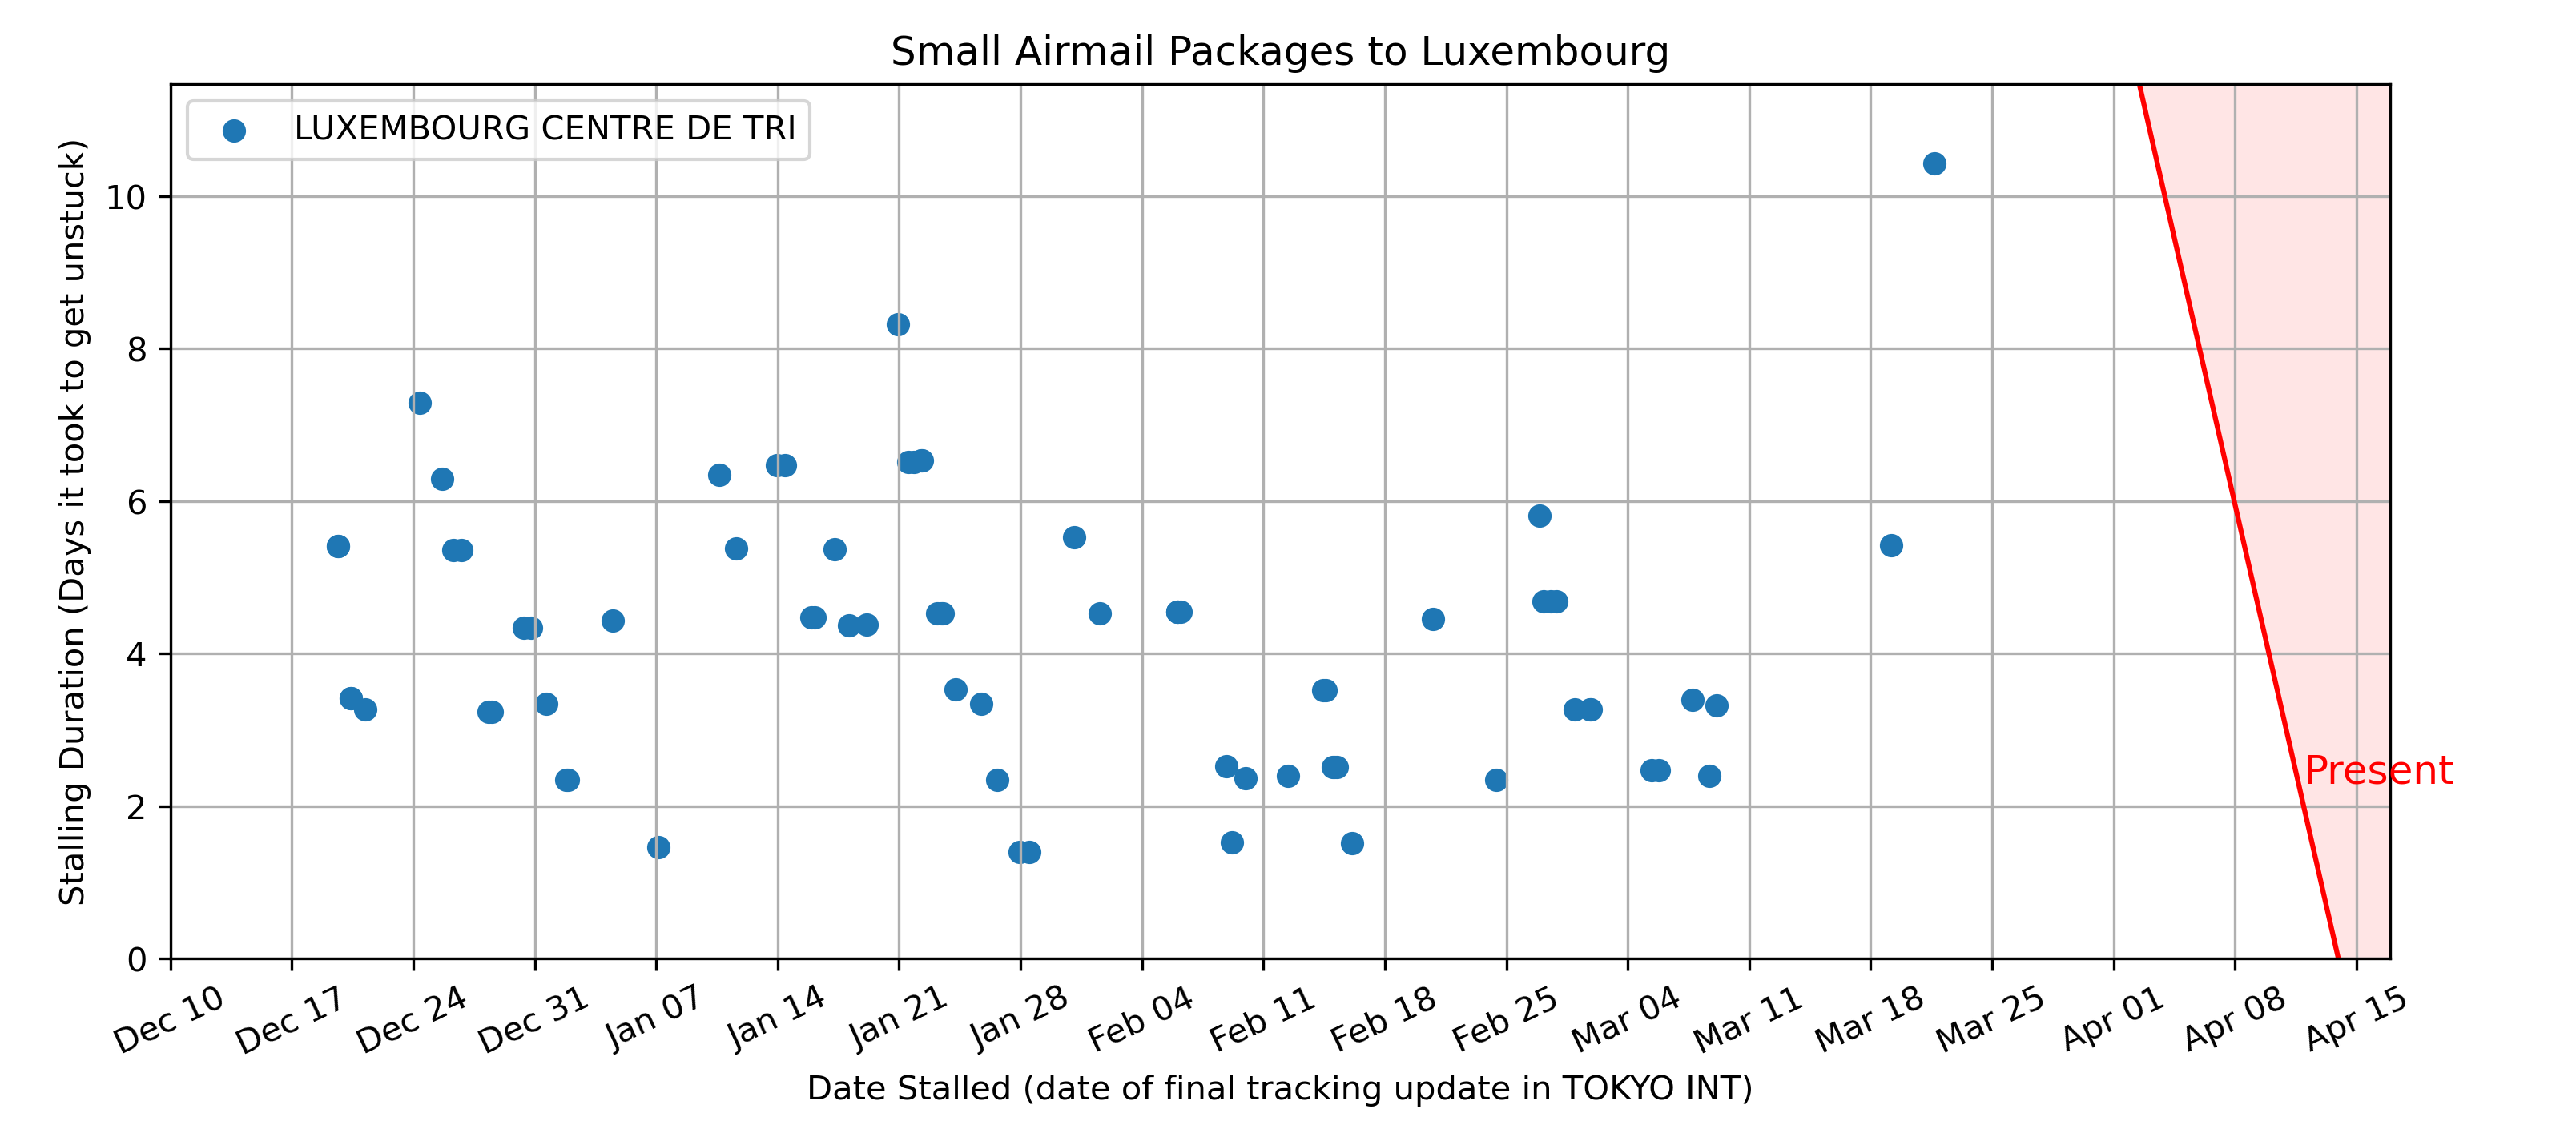 Small Airmail Packages to Luxembourg
LUXEMBOURG CENTRE DE TRI
Stalling Duration (Days it took to get unstuck)
10
8
6
4
2
0
Present
Dec 10
Dec 17
Dec 24
Dec 31
Jan 07
Jan 14
Jan 21
Jan 28
Feb 04
Feb 11
Feb 18
Feb 25
Mar 04
Mar 11
Mar 18
Mar 25
Apr 01
Apr 08
Apr 15
Date Stalled (date of final tracking update in TOKYO INT)